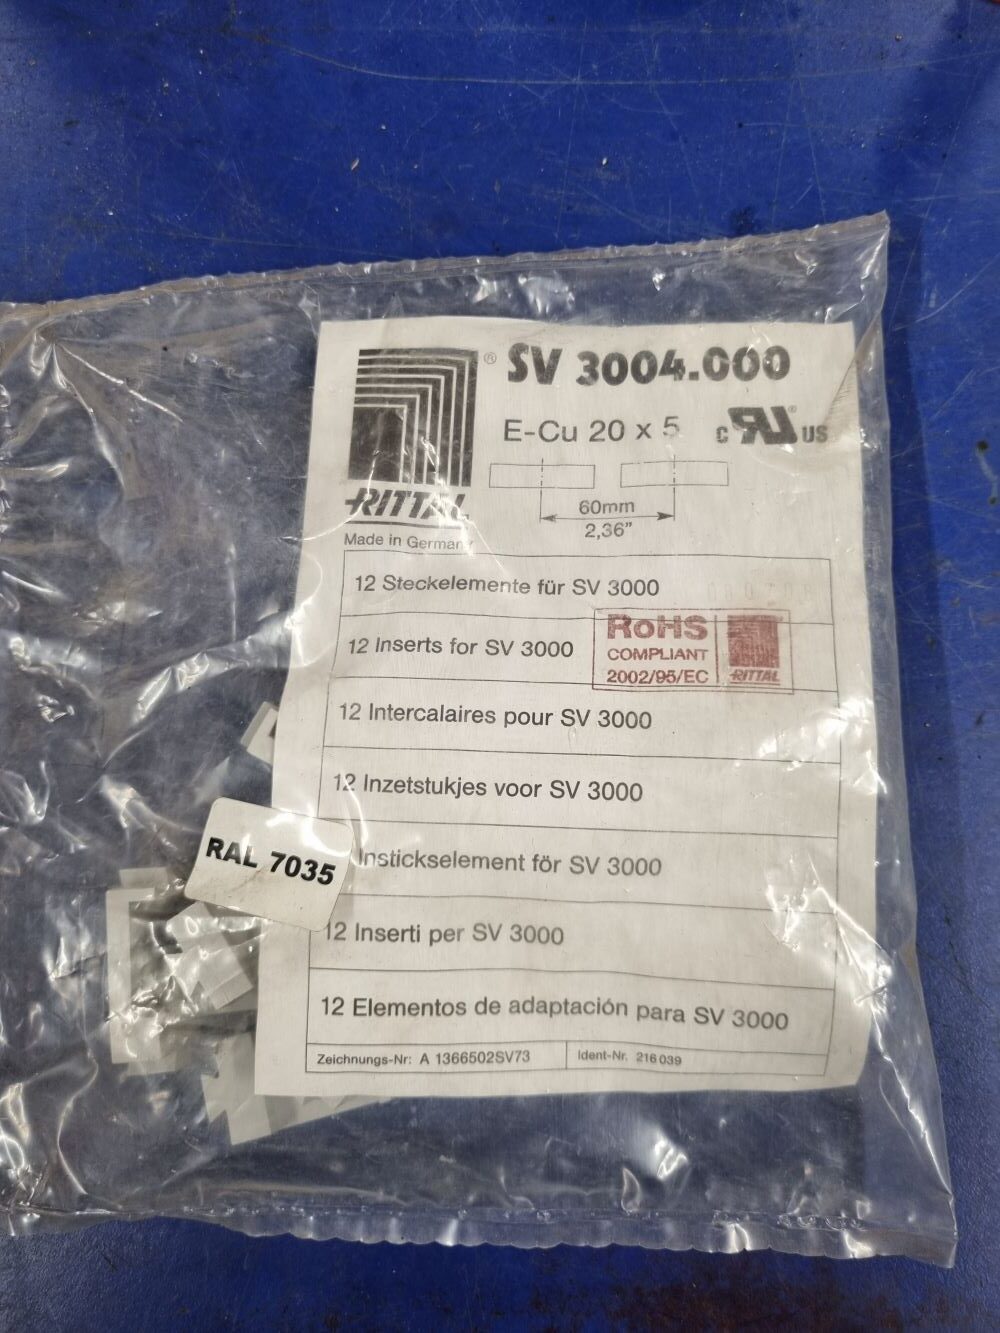 ® SV 3004.000
E-Cu 20 x 5
C RU ® US
RITTAL
60mm
2,36"
Made in Germany
12 Steckelemente für SV 3000
12 Inserts for SV 3000
RoHS
COMPLIANT
2002/95/EC
RITTAL
12 Intercalaires pour SV 3000
12 Inzetstukjes voor SV 3000
Instickselement för SV 3000
RAL 7035
12 Inserti per SV 3000
12 Elementos de adaptación para SV 3000
Zeichnungs-Nr: A 1366502SV73
Ident-Nr. 216 039